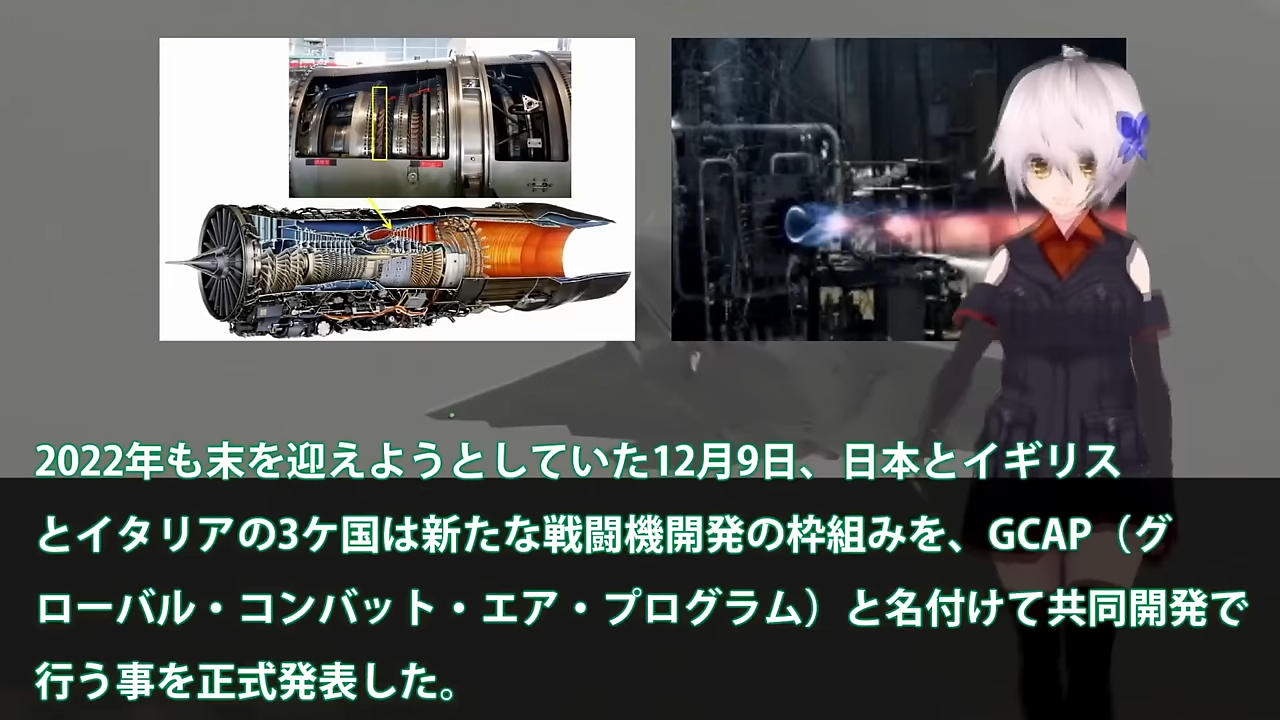 2022年も末を迎えようとしていた12月9日、日本とイギリス
とイタリアの3ケ国は新たな戦闘機開発の枠組みを、GCAP（グ
ローバル・コンバット・エア・プログラム）と名付けて共同開発で
行う事を正式発表した。